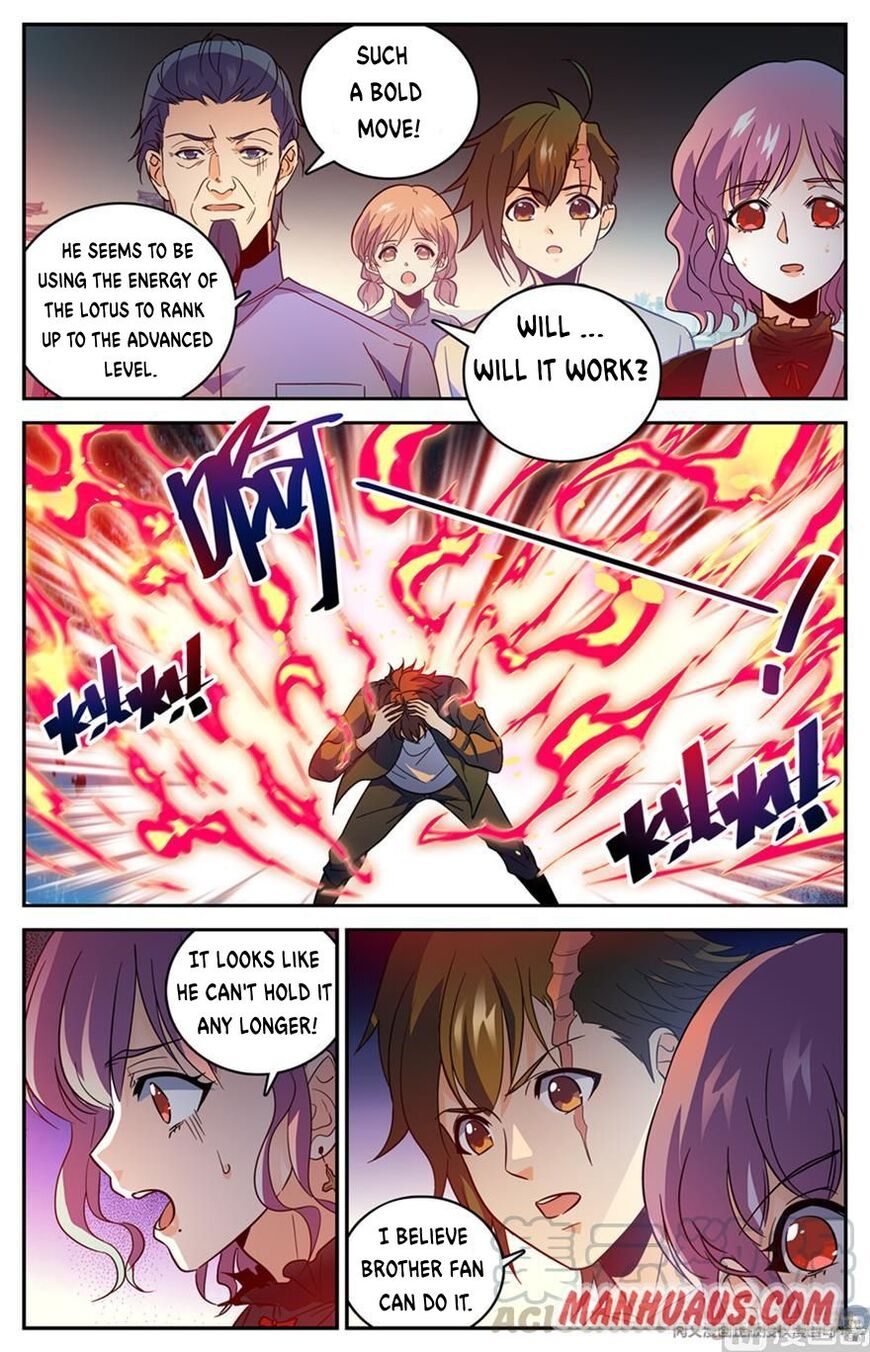 SUCH
A BOLD
MOVE!
HE SEEMS TO BE
USING THE ENERGY OF
THE LOTUS TO RANK
UP TO THE ADVANCED
LEVEL.
WILL ...
WILL IT WORK?
啊
!
IT LOOKS LIKE
HE CAN'T HOLD IT
ANY LONGER!
I BELIEVE
BROTHER FAN
CAN DO IT.
MANHUAUS.COM